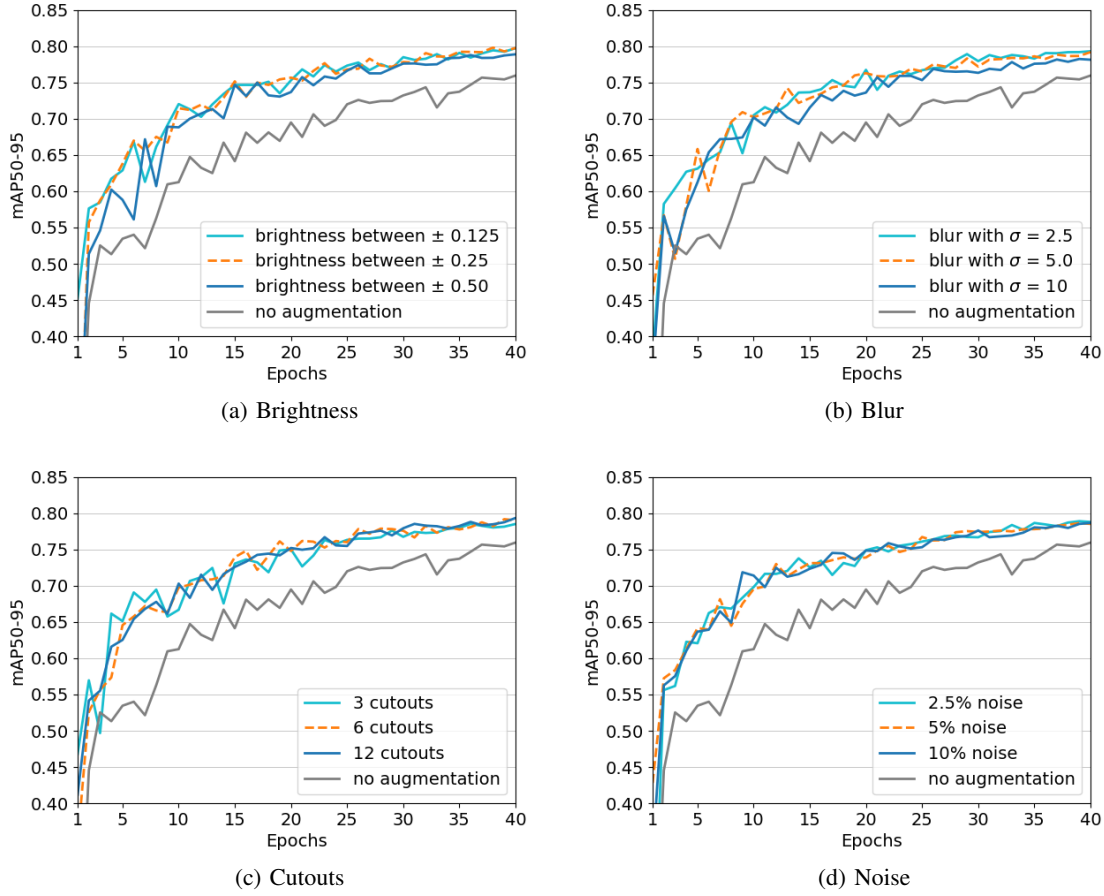 0.85
0.80
0.75
0.70
0.65
0.60
0.55
0.50
0.45
0.40
mAP50-95
brightness between ± 0.125
brightness between ± 0.25
brightness between ± 0.50
no augmentation
1 5 10 15 20 25 30 35 40
Epochs
(a) Brightness
0.85
0.80
0.75
0.70
0.65
0.60
0.55
0.50
0.45
0.40
mAP50-95
blur with σ = 2.5
blur with σ = 5.0
blur with σ = 10
no augmentation
1 5 10 15 20 25 30 35 40
Epochs
(b) Blur
0.85
0.80
0.75
0.70
0.65
0.60
0.55
0.50
0.45
0.40
mAP50-95
3 cutouts
6 cutouts
12 cutouts
no augmentation
1 5 10 15 20 25 30 35 40
Epochs
(c) Cutouts
0.85
0.80
0.75
0.70
0.65
0.60
0.55
0.50
0.45
0.40
mAP50-95
2.5% noise
5% noise
10% noise
no augmentation
1 5 10 15 20 25 30 35 40
Epochs
(d) Noise